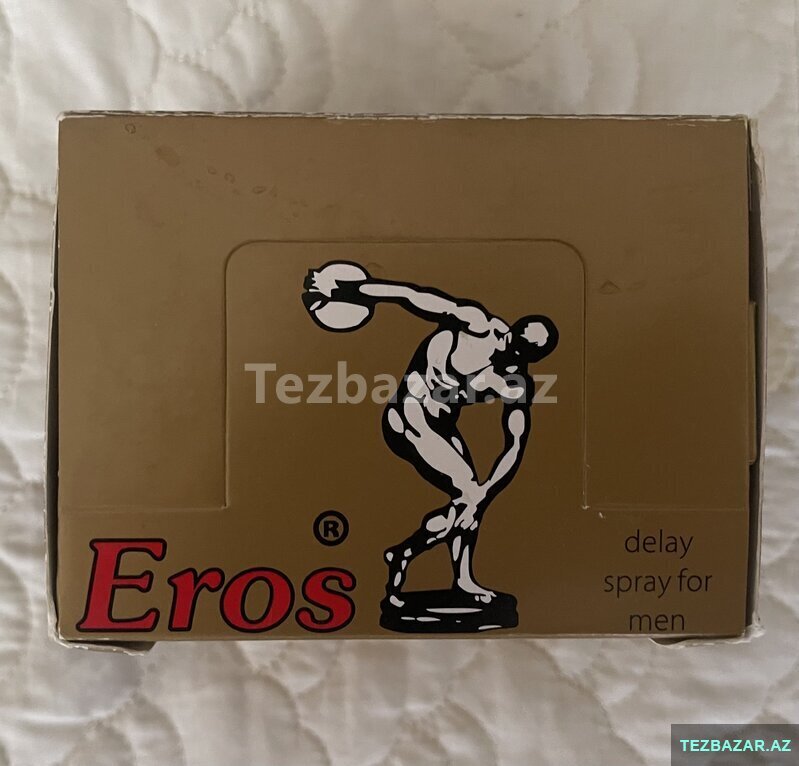 Tezbazar.az
®
Eros
delay
spray for
men
TEZBAZAR.AZ